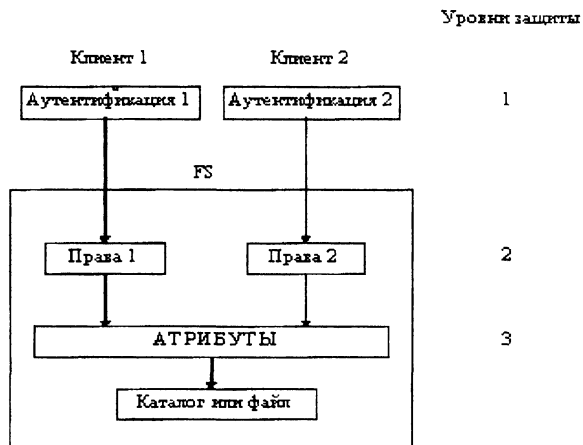 Уровни защиты
Клиент 1 Клиент 2
Аутентификация 1 Аутентификация 2 1
FS
Права 1 Права 2 2
АТРИБУТЫ 3
Каталог или файл